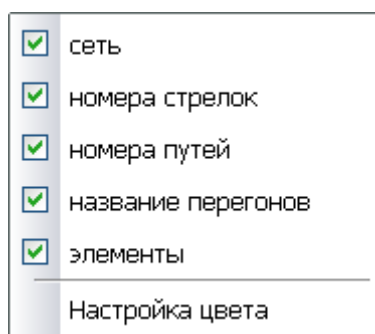 сеть
номера стрелок
номера путей
название перегонов
элементы
Настройка цвета